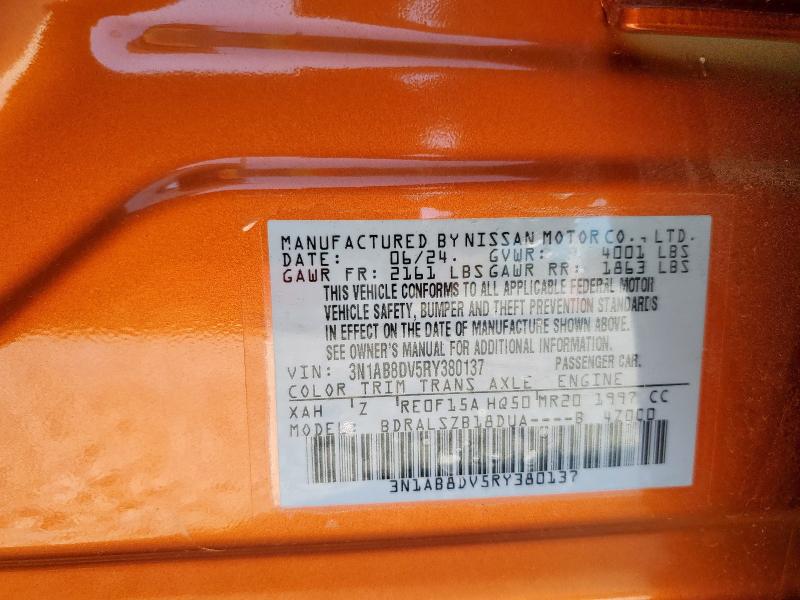 MANUFACTURED BY NISSAN MOTOR CO., LTD.
DATE: 06/24. GVWR: 4001 LBS
GAWR FR: 2161 LBS GAWR RR: 1863 LBS
THIS VEHICLE CONFORMS TO ALL APPLICABLE FEDERAL MOTOR
VEHICLE SAFETY, BUMPER AND THEFT PREVENTION STANDARDS
IN EFFECT ON THE DATE OF MANUFACTURE SHOWN ABOVE.
SEE OWNER'S MANUAL FOR ADDITIONAL INFORMATION.
VIN: 3N1AB8DV5RY380137 PASSENGER CAR.
COLOR TRIM TRANS AXLE ENGINE
XAH Z RE0F15A HQ50 MR20 1997 CC
MODEL BDRALSZB18DUA----B 4Z0C0
3N1AB8DV5RY380137